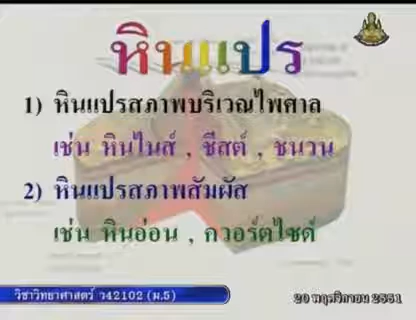 หินแปร
1) หินแปรสภาพบริเวณไพศาล
เช่น หินไนส์ , ชีสต์ , ชนวน
2) หินแปรสภาพสัมผัส
เช่น หินอ่อน , ควอร์ตไซต์
วิชาวิทยาศาสตร์ ว42102 (ม.5)
20 พฤศจิกายน 2551